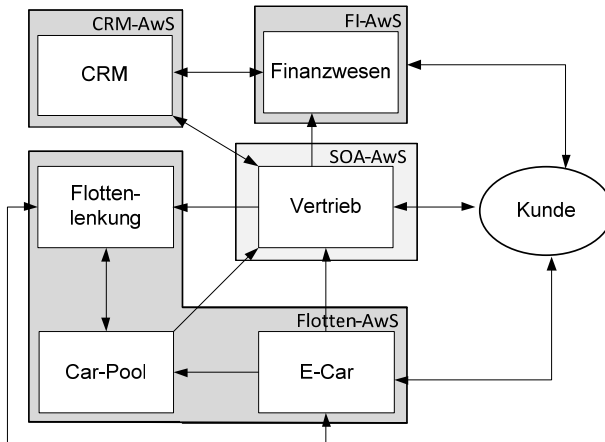 CRM-AwS
CRM
FI-AwS
Finanzwesen
SOA-AwS
Vertrieb
Flotten-
lenkung
Kunde
Flotten-AwS
Car-Pool
E-Car